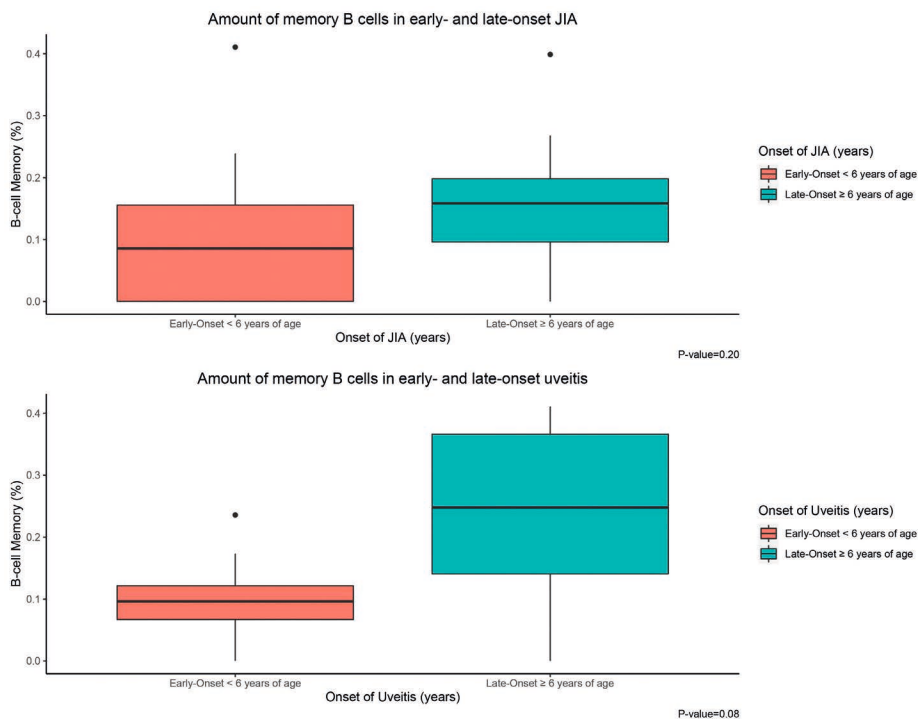 Amount of memory B cells in early- and late-onset JIA
B-cell Memory (%)
0.4
0.3
0.2
0.1
0.0
Early-Onset < 6 years of age
Late-Onset ≥ 6 years of age
Onset of JIA (years)
P-value=0.20
Onset of JIA (years)
Early-Onset < 6 years of age
Late-Onset ≥ 6 years of age
Amount of memory B cells in early- and late-onset uveitis
B-cell Memory (%)
0.4
0.3
0.2
0.1
0.0
Early-Onset < 6 years of age
Late-Onset ≥ 6 years of age
Onset of Uveitis (years)
P-value=0.08
Onset of Uveitis (years)
Early-Onset < 6 years of age
Late-Onset ≥ 6 years of age